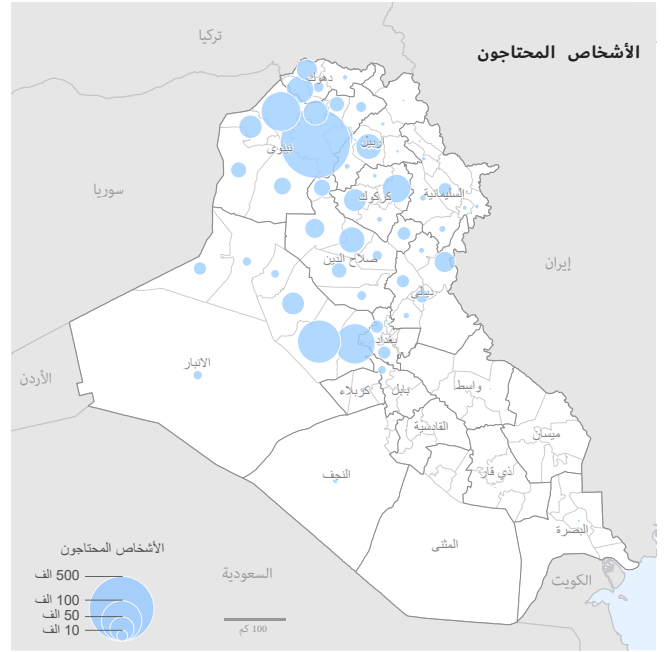 الأشخاص المحتاجون
تركيا
دهوك
أربيل
نينوى
سوريا
السليمانية
كركوك
صلاح الدين
إيران
ديالى
بغداد
الانبار
الأردن
كربلاء
بابل
واسط
القادسية
ميسان
النجف
ذي قار
البصرة
المثنى
الكويت
السعودية
الأشخاص المحتاجون
500 الف
100 الف
50 الف
10 الف
100 كم